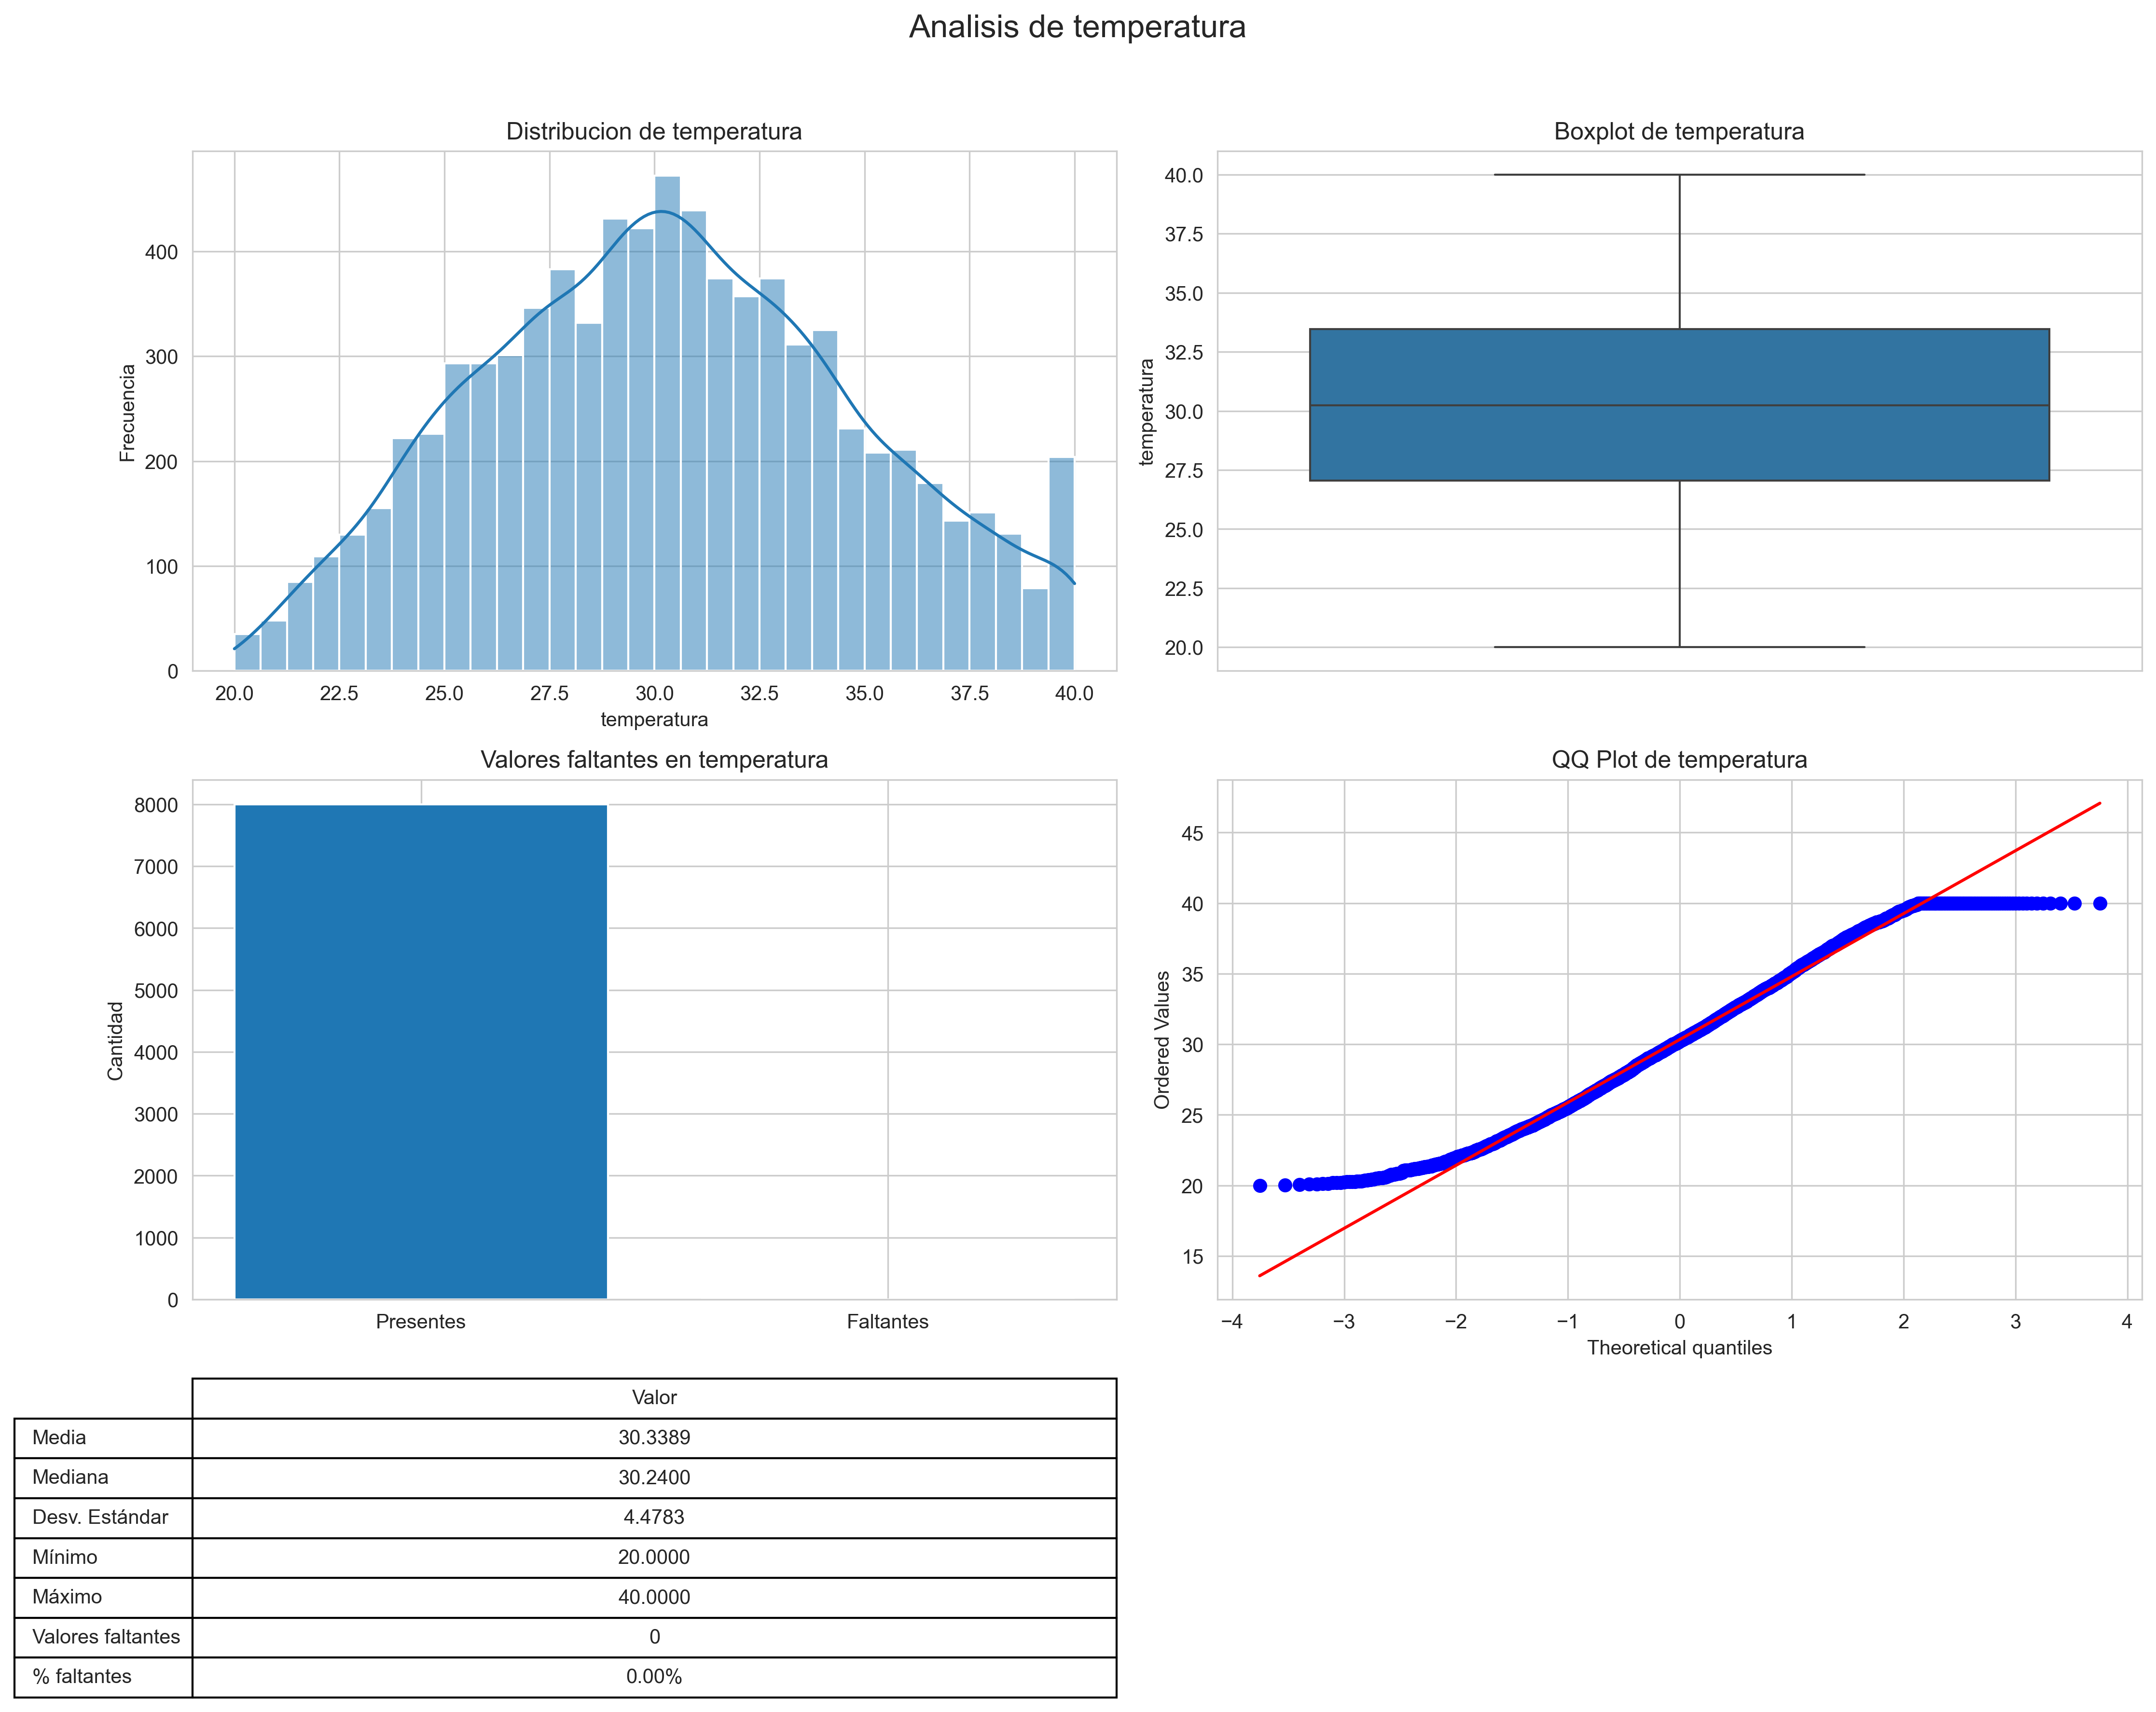 Analisis de temperatura
Distribucion de temperatura
Frecuencia
400
300
200
100
0
20.0 22.5 25.0 27.5 30.0 32.5 35.0 37.5 40.0
temperatura
Boxplot de temperatura
temperatura
40.0
37.5
35.0
32.5
30.0
27.5
25.0
22.5
20.0
Valores faltantes en temperatura
Cantidad
8000
7000
6000
5000
4000
3000
2000
1000
0
Presentes Faltantes
QQ Plot de temperatura
Ordered Values
45
40
35
30
25
20
15
−4 −3 −2 −1 0 1 2 3 4
Theoretical quantiles
Valor
Media 30.3389
Mediana 30.2400
Desv. Estándar 4.4783
Mínimo 20.0000
Máximo 40.0000
Valores faltantes 0
% faltantes 0.00%